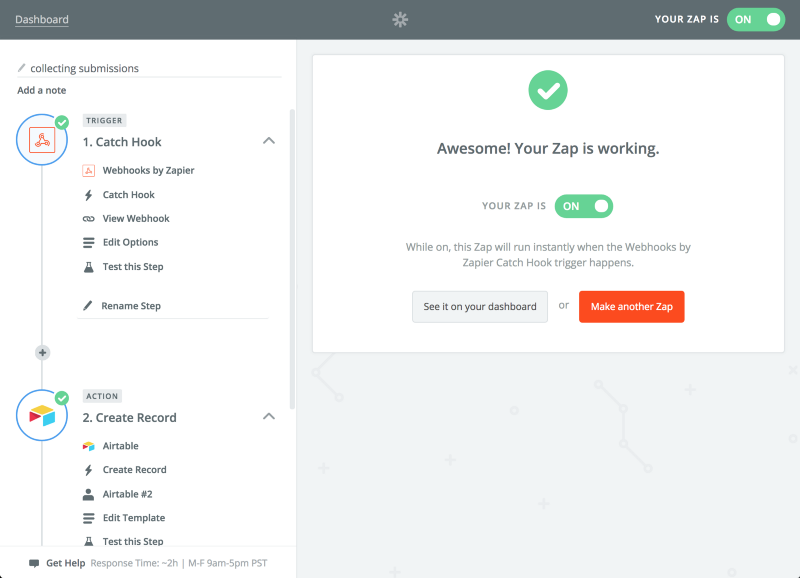 Dashboard
YOUR ZAP IS ON
collecting submissions
Add a note
TRIGGER
1. Catch Hook
Webhooks by Zapier
Catch Hook
View Webhook
Edit Options
Test this Step
Rename Step
ACTION
2. Create Record
Airtable
Create Record
Airtable #2
Edit Template
Test this Step
Get Help Response Time: ~2h | M-F 9am-5pm PST
Awesome! Your Zap is working.
YOUR ZAP IS ON
While on, this Zap will run instantly when the Webhooks by
Zapier Catch Hook trigger happens.
See it on your dashboard or Make another Zap